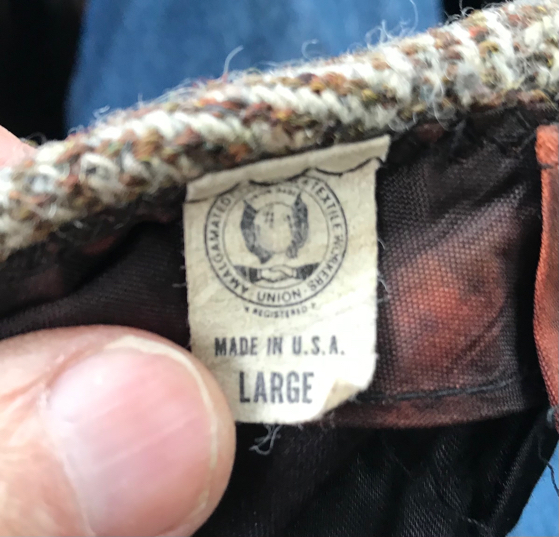 AMALGAMATED
TEXTILE WORKERS
· UNION ·
REGISTERED
MADE IN U.S.A.
LARGE